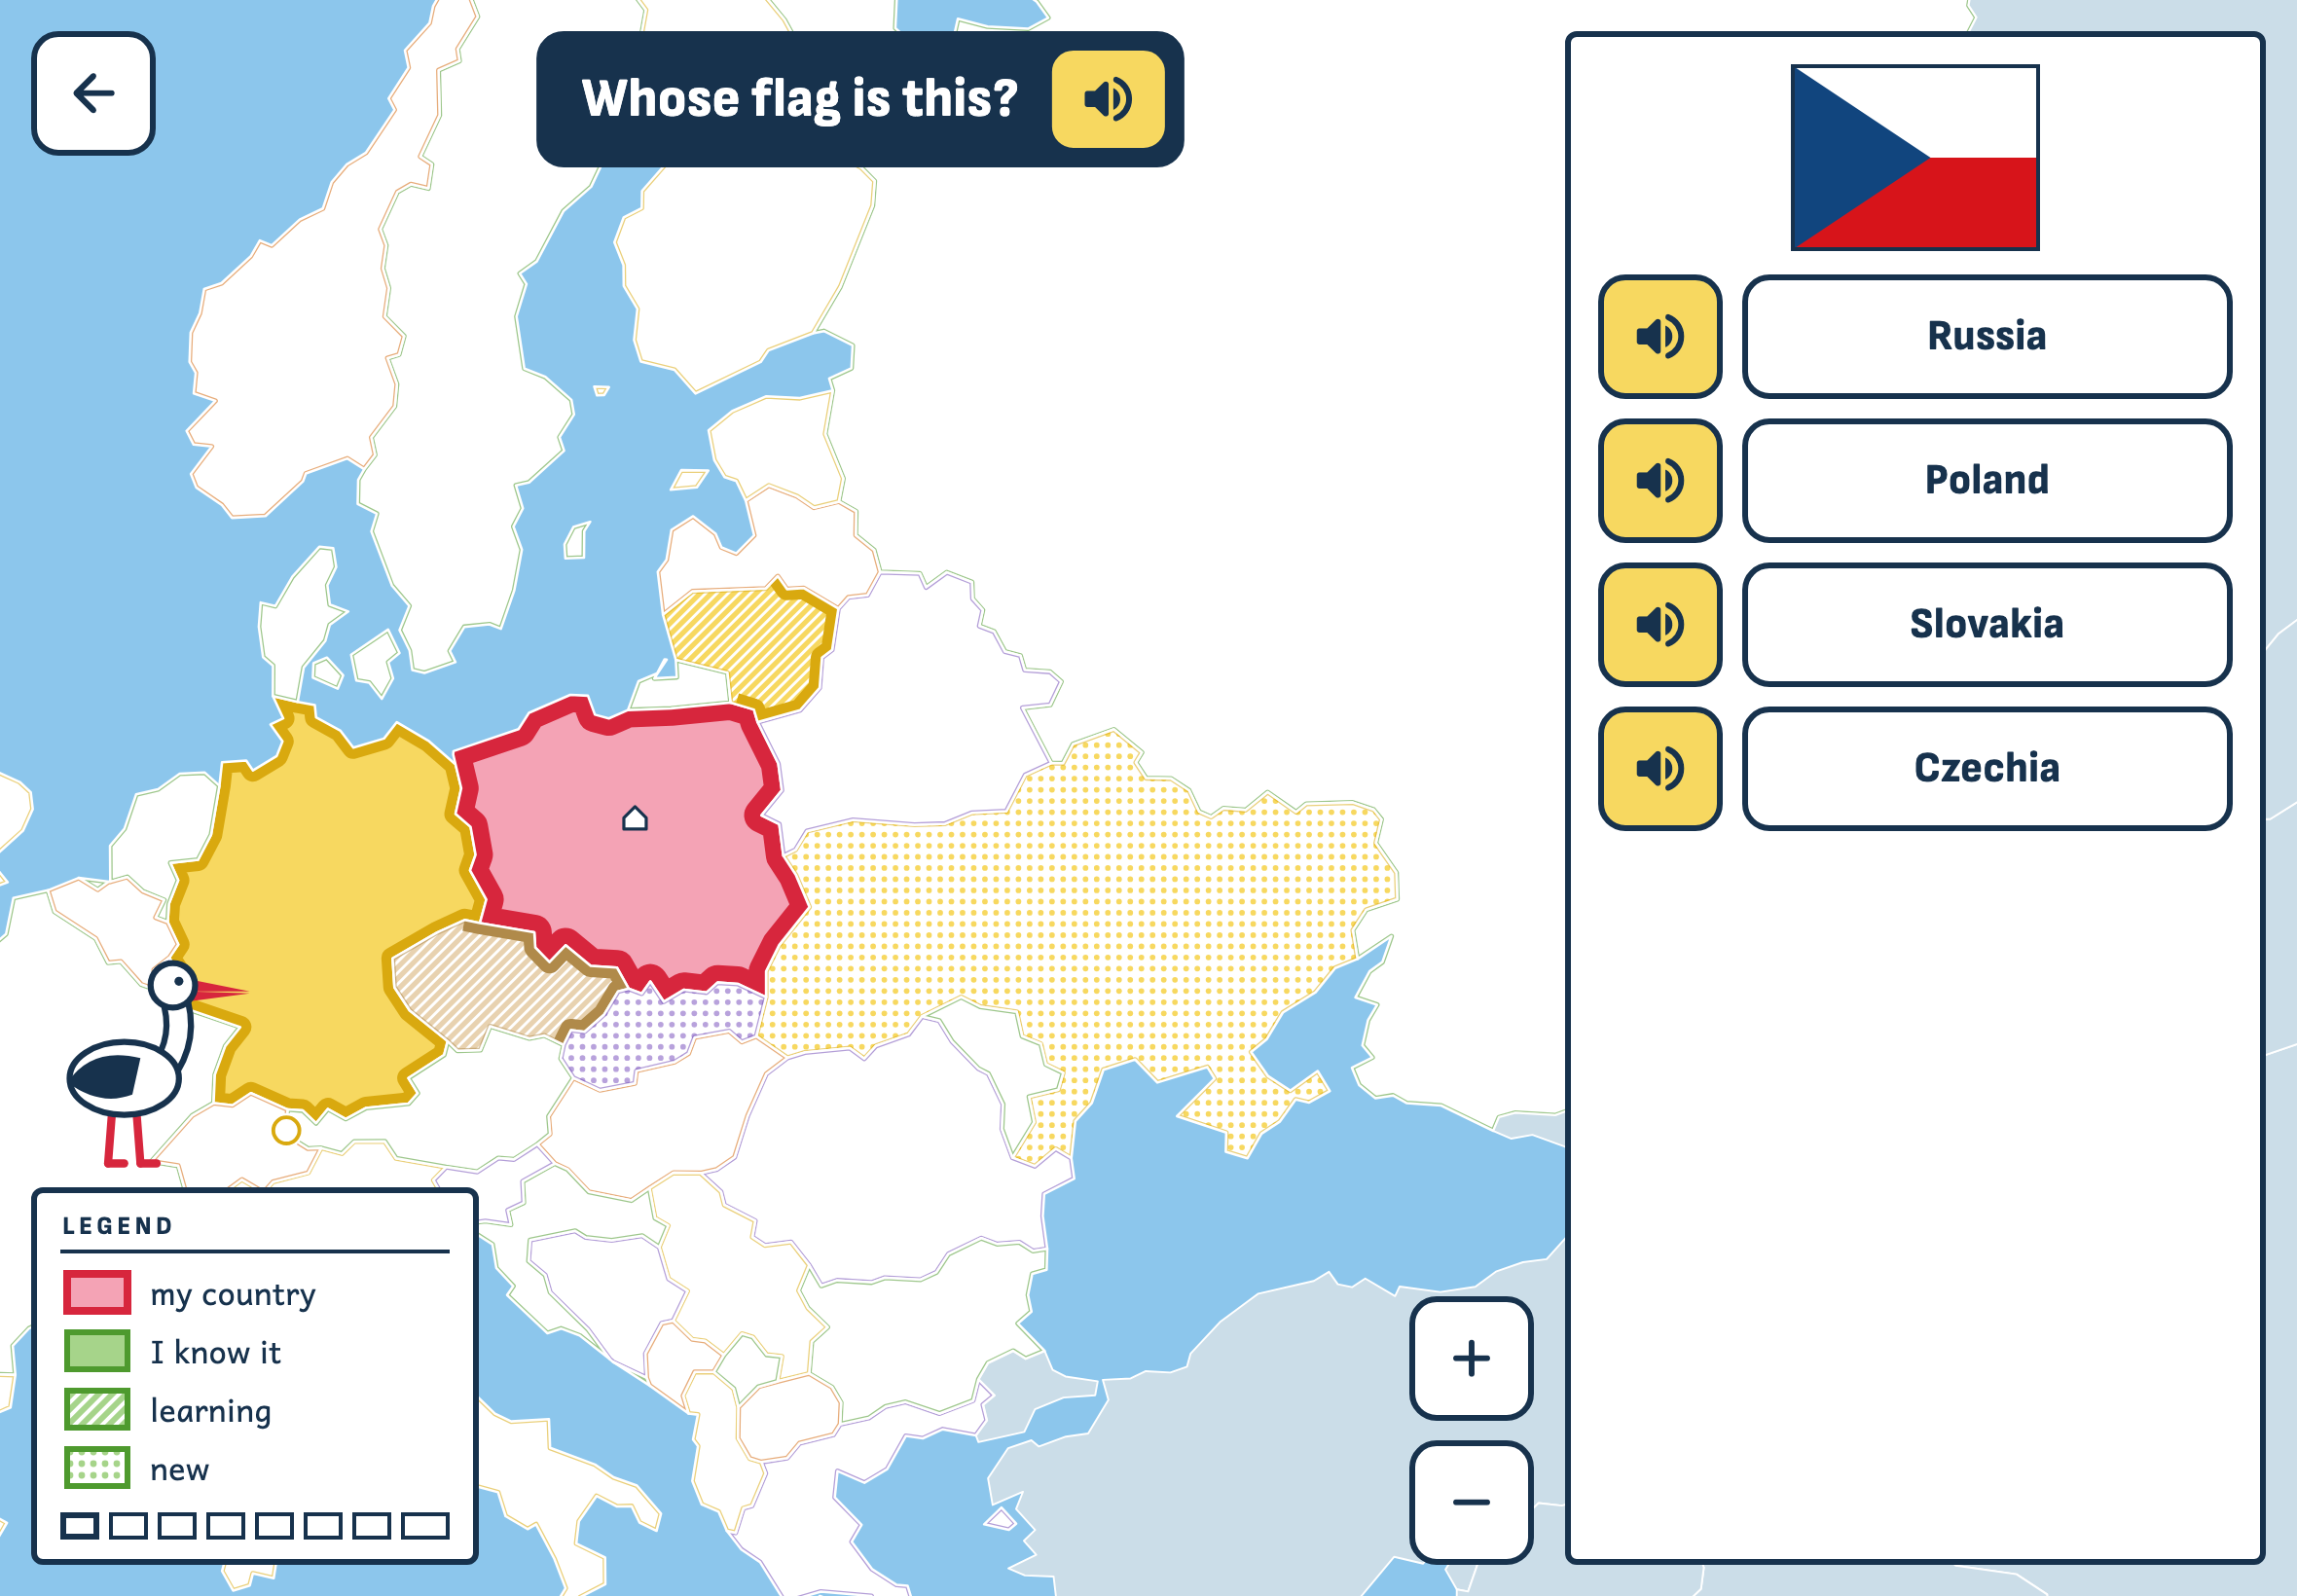 Whose flag is this?
Russia
Poland
Slovakia
Czechia
LEGEND
my country
I know it
learning
new